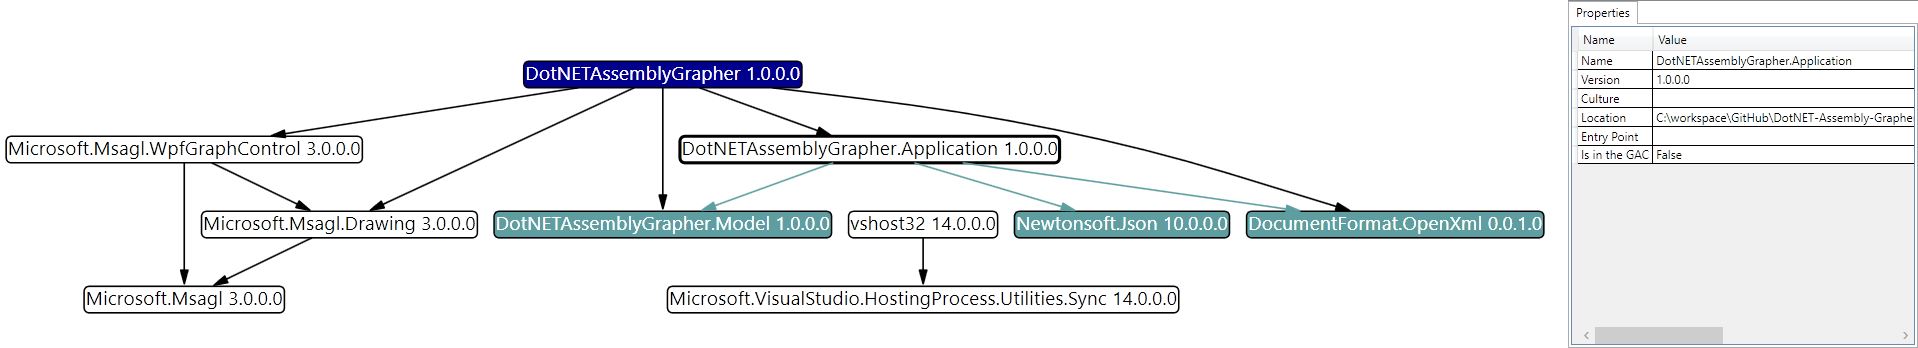 DotNETAssemblyGrapher 1.0.0.0
Microsoft.Msagl.WpfGraphControl 3.0.0.0
DotNETAssemblyGrapher.Application 1.0.0.0
Microsoft.Msagl.Drawing 3.0.0.0
DotNETAssemblyGrapher.Model 1.0.0.0
vshost32 14.0.0.0
Newtonsoft.Json 10.0.0.0
DocumentFormat.OpenXml 0.0.1.0
Microsoft.Msagl 3.0.0.0
Microsoft.VisualStudio.HostingProcess.Utilities.Sync 14.0.0.0
Properties
Name Value
Name DotNETAssemblyGrapher.Application
Version 1.0.0.0
Culture
Location C:\workspace\GitHub\DotNET-Assembly-Graphe
Entry Point
Is in the GAC False